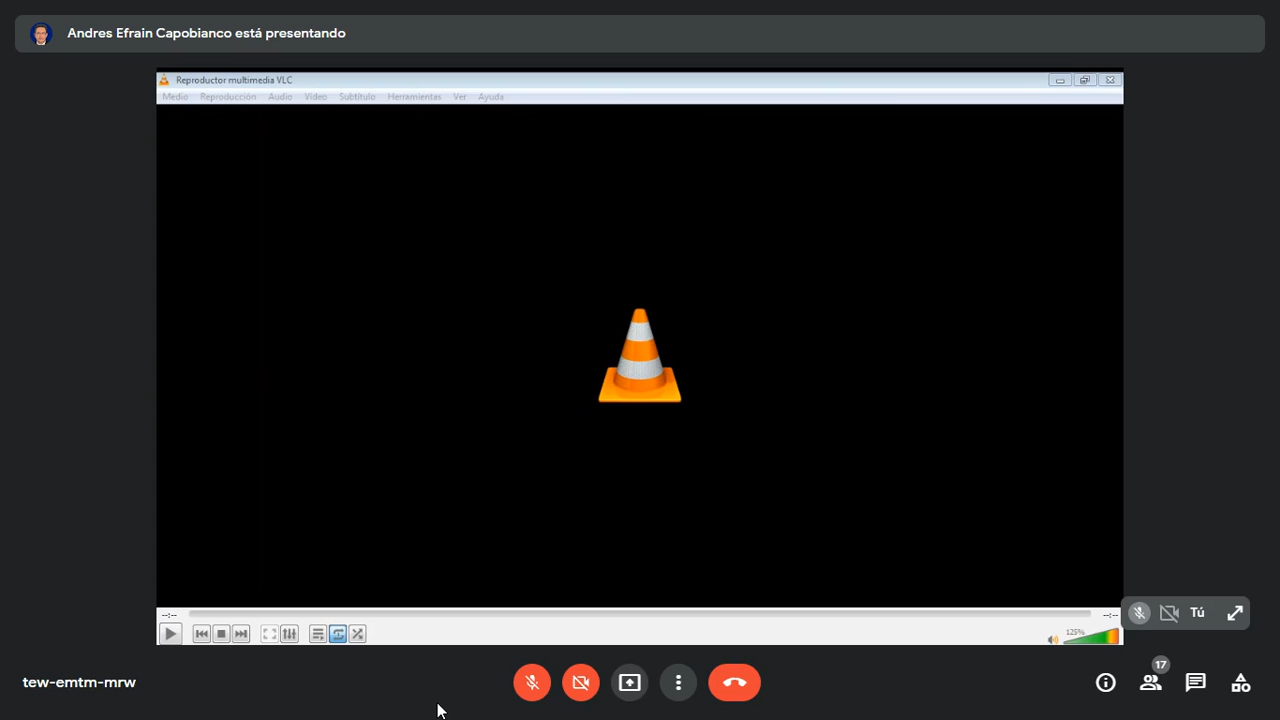 Andres Efrain Capobianco está presentando
Reproductor multimedia VLC
Medio Reproducción Audio Vídeo Subtítulo Herramientas Ver Ayuda
--:-- --:--
125%
Tú
17
tew-emtm-mrw